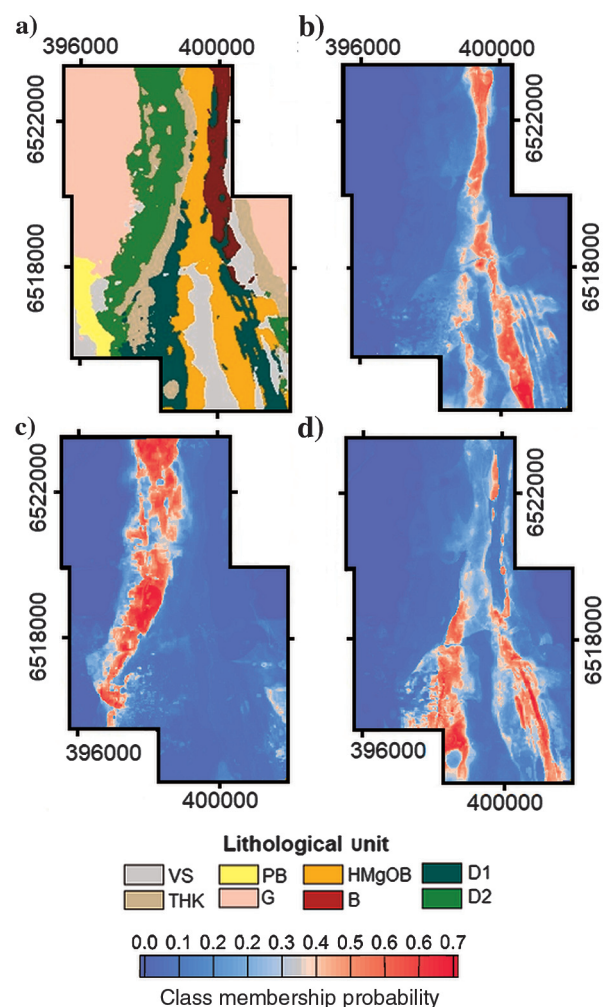 a)
396000
400000
b)
396000
400000
6522000
6518000
6522000
6518000
c)
6522000
6518000
396000
400000
d)
6522000
6518000
396000
400000
Lithological unit
VS
PB
HMgOB
D1
THK
G
B
D2
0.0 0.1 0.2 0.2 0.3 0.4 0.5 0.6 0.7
Class membership probability